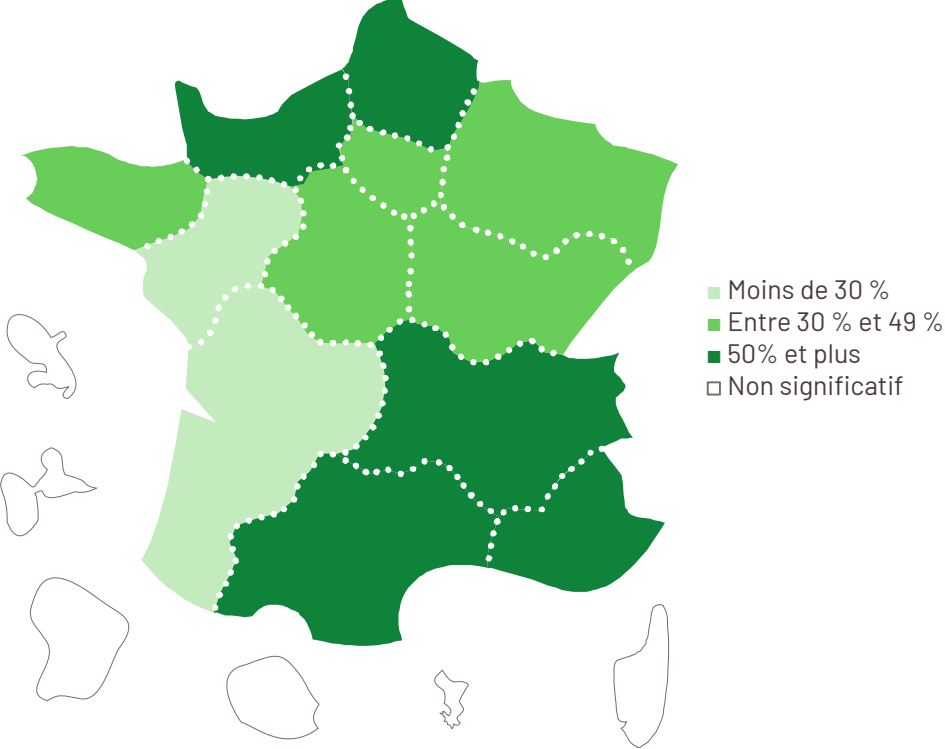 Moins de 30 %
Entre 30 % et 49 %
50% et plus
Non significatif